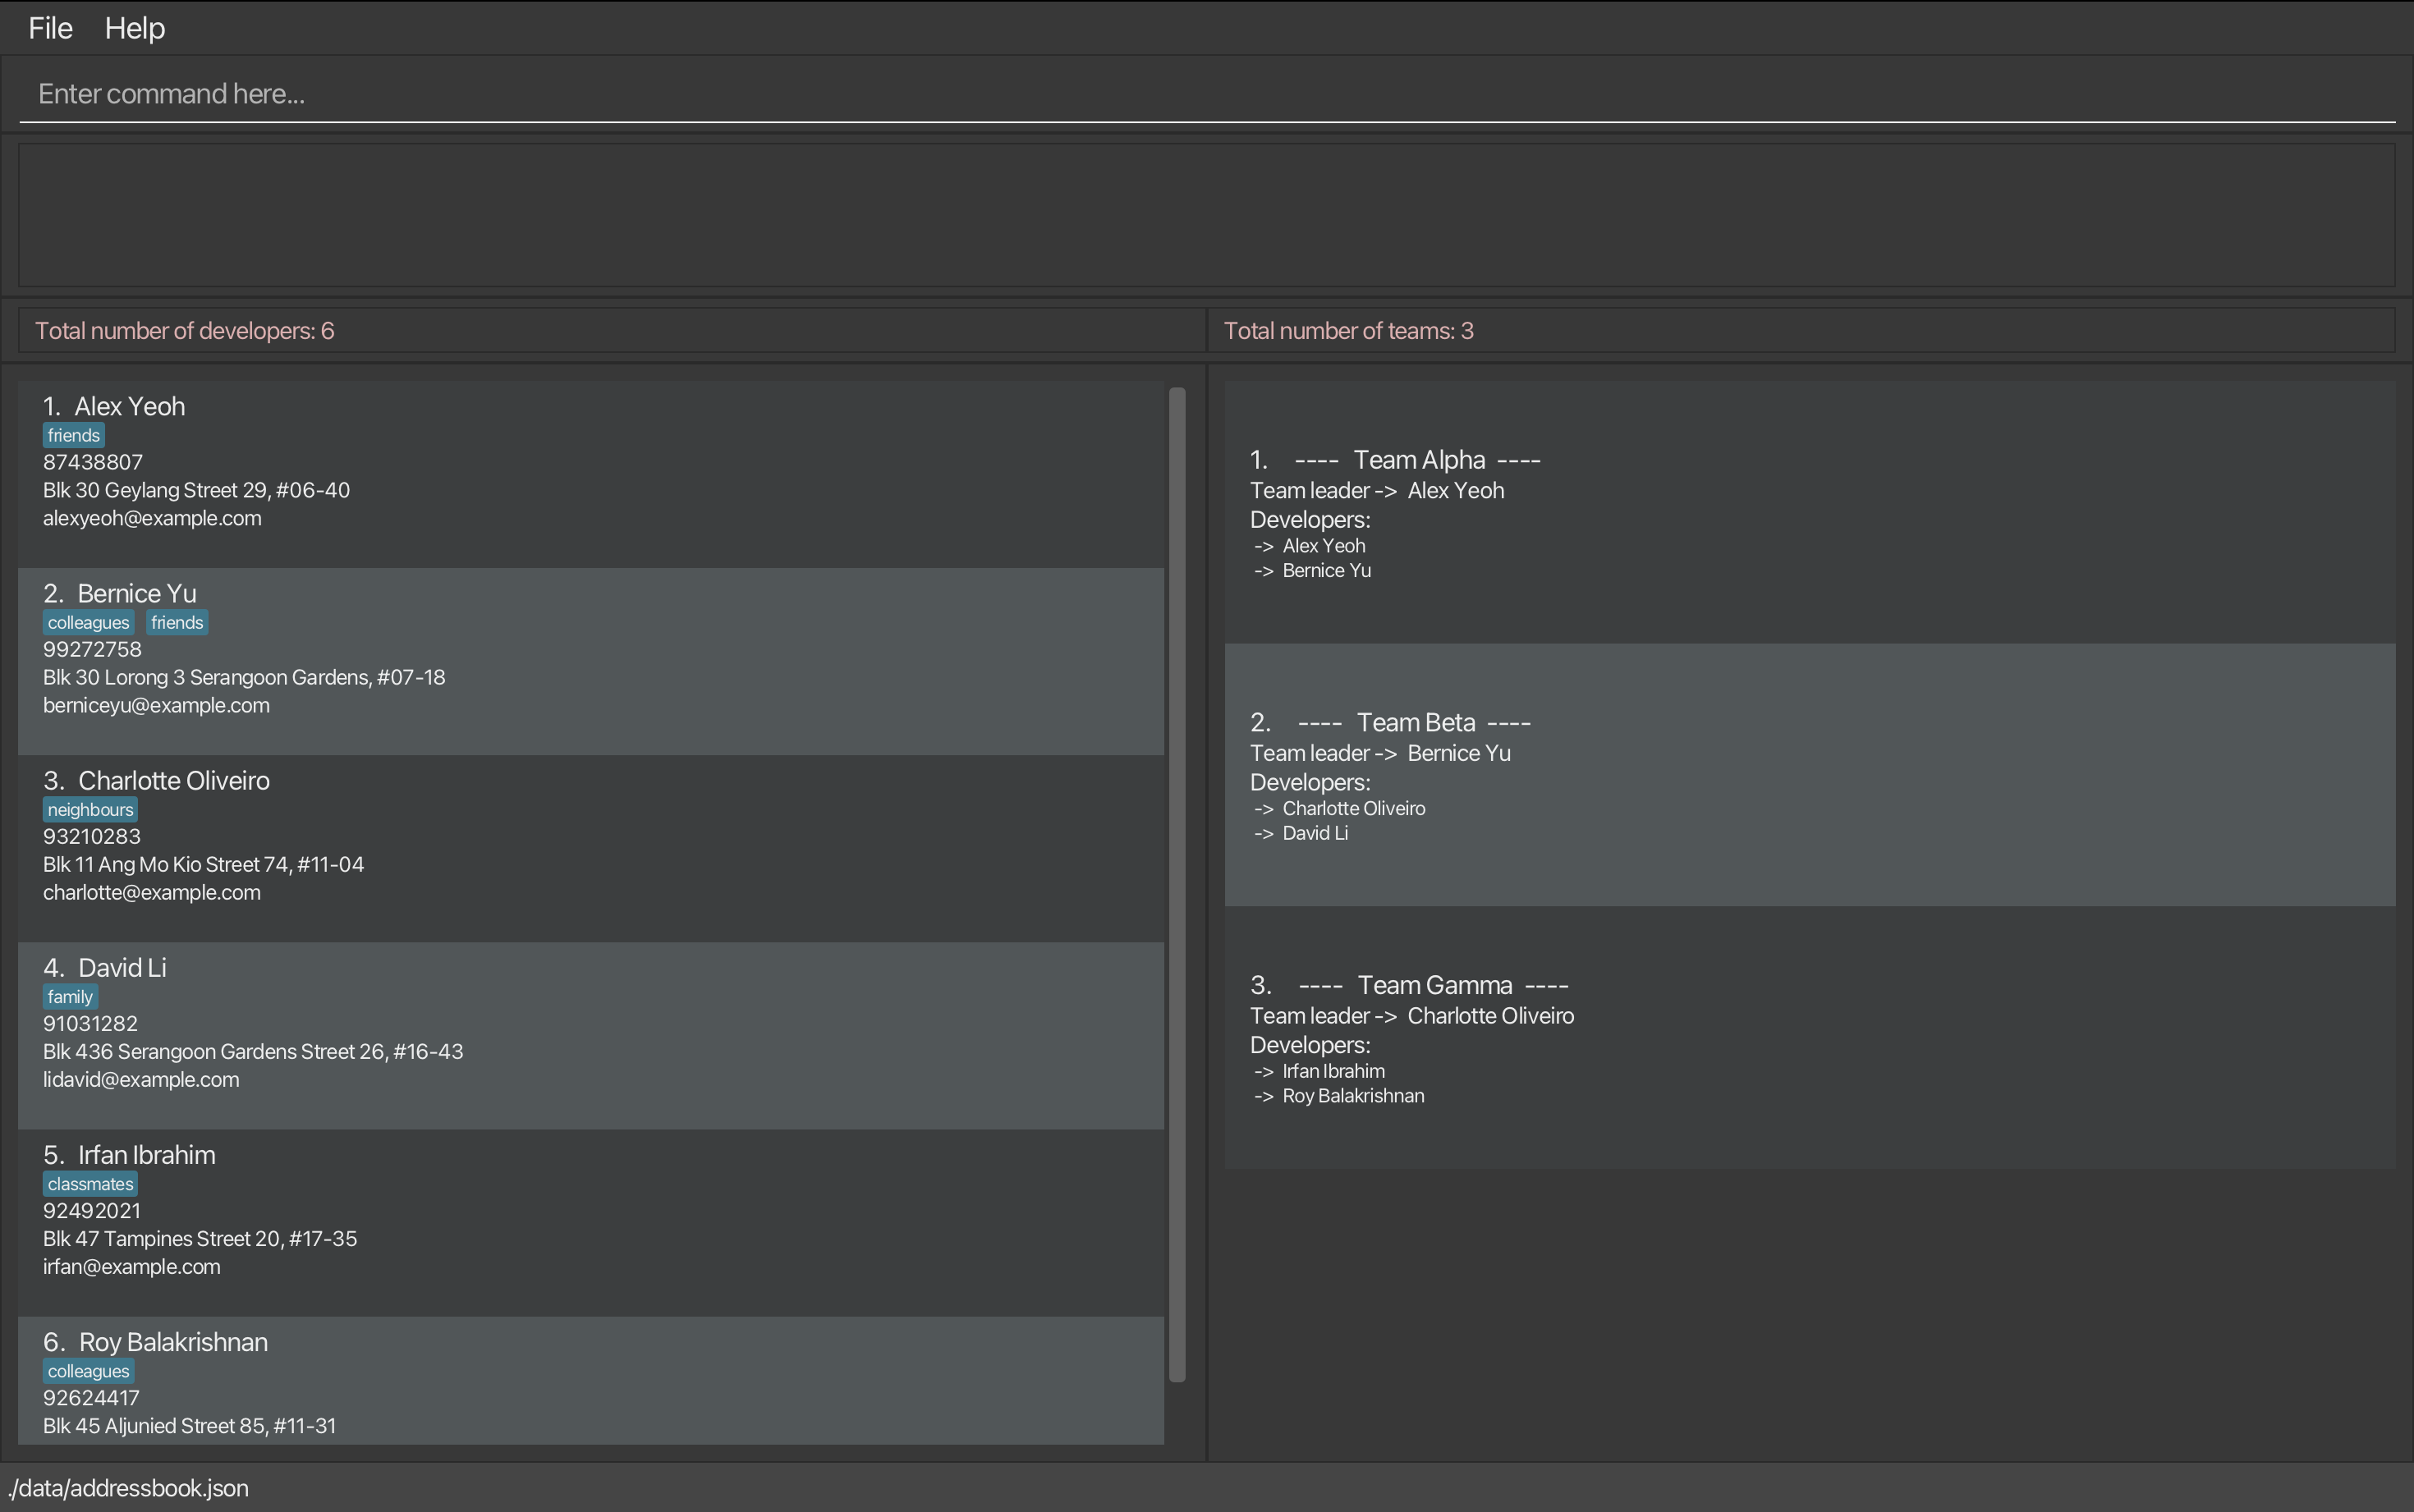 File Help
Enter command here...
Total number of developers: 6
Total number of teams: 3
1. Alex Yeoh
friends
87438807
Blk 30 Geylang Street 29, #06-40
alexyeoh@example.com
2. Bernice Yu
colleagues friends
99272758
Blk 30 Lorong 3 Serangoon Gardens, #07-18
berniceyu@example.com
3. Charlotte Oliveiro
neighbours
93210283
Blk 11 Ang Mo Kio Street 74, #11-04
charlotte@example.com
4. David Li
family
91031282
Blk 436 Serangoon Gardens Street 26, #16-43
lidavid@example.com
5. Irfan Ibrahim
classmates
92492021
Blk 47 Tampines Street 20, #17-35
irfan@example.com
6. Roy Balakrishnan
colleagues
92624417
Blk 45 Aljunied Street 85, #11-31
1. ---- Team Alpha ----
Team leader -> Alex Yeoh
Developers:
-> Alex Yeoh
-> Bernice Yu
2. ---- Team Beta ----
Team leader -> Bernice Yu
Developers:
-> Charlotte Oliveiro
-> David Li
3. ---- Team Gamma ----
Team leader -> Charlotte Oliveiro
Developers:
-> Irfan Ibrahim
-> Roy Balakrishnan
./data/addressbook.json